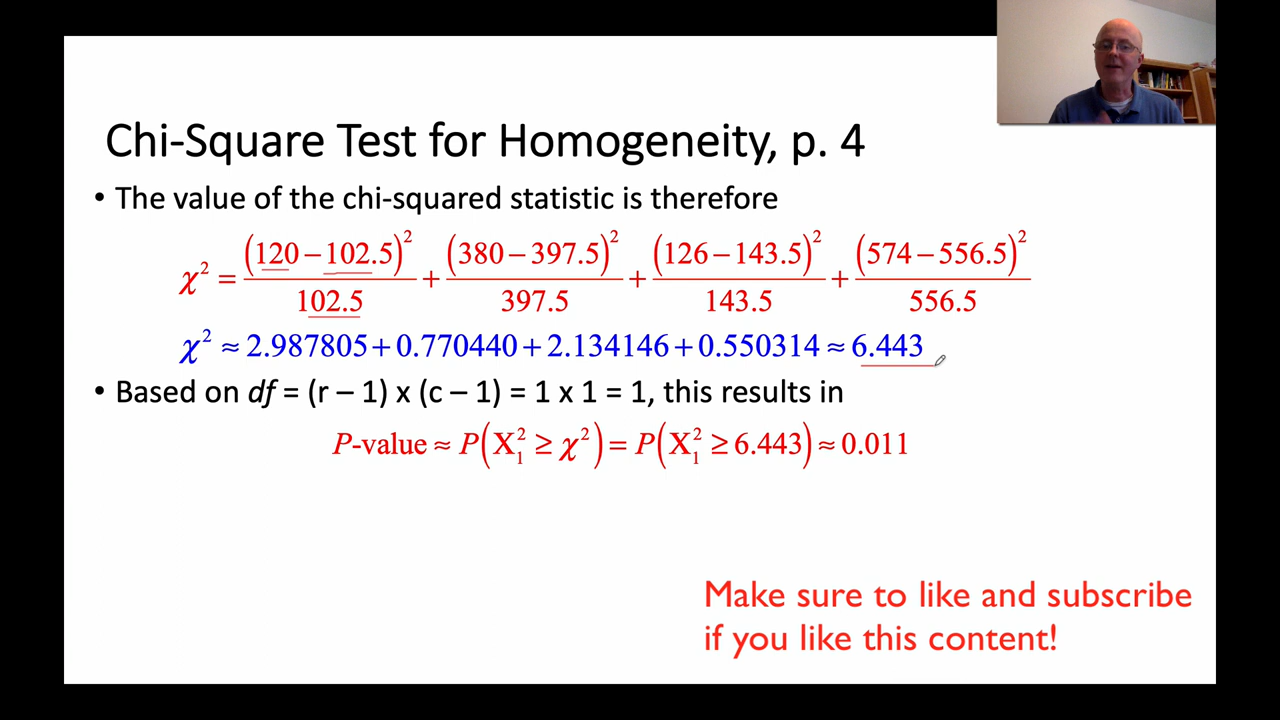 Chi-Square Test for Homogeneity, p. 4
• The value of the chi-squared statistic is therefore
χ² = (120 – 102.5)²/102.5 + (380 – 397.5)²/397.5 + (126 – 143.5)²/143.5 + (574 – 556.5)²/556.5
χ² ≈ 2.987805 + 0.770440 + 2.134146 + 0.550314 ≈ 6.443
• Based on df = (r – 1) x (c – 1) = 1 x 1 = 1, this results in
P-value ≈ P(X₁² ≥ χ²) = P(X₁² ≥ 6.443) ≈ 0.011
Make sure to like and subscribe
if you like this content!